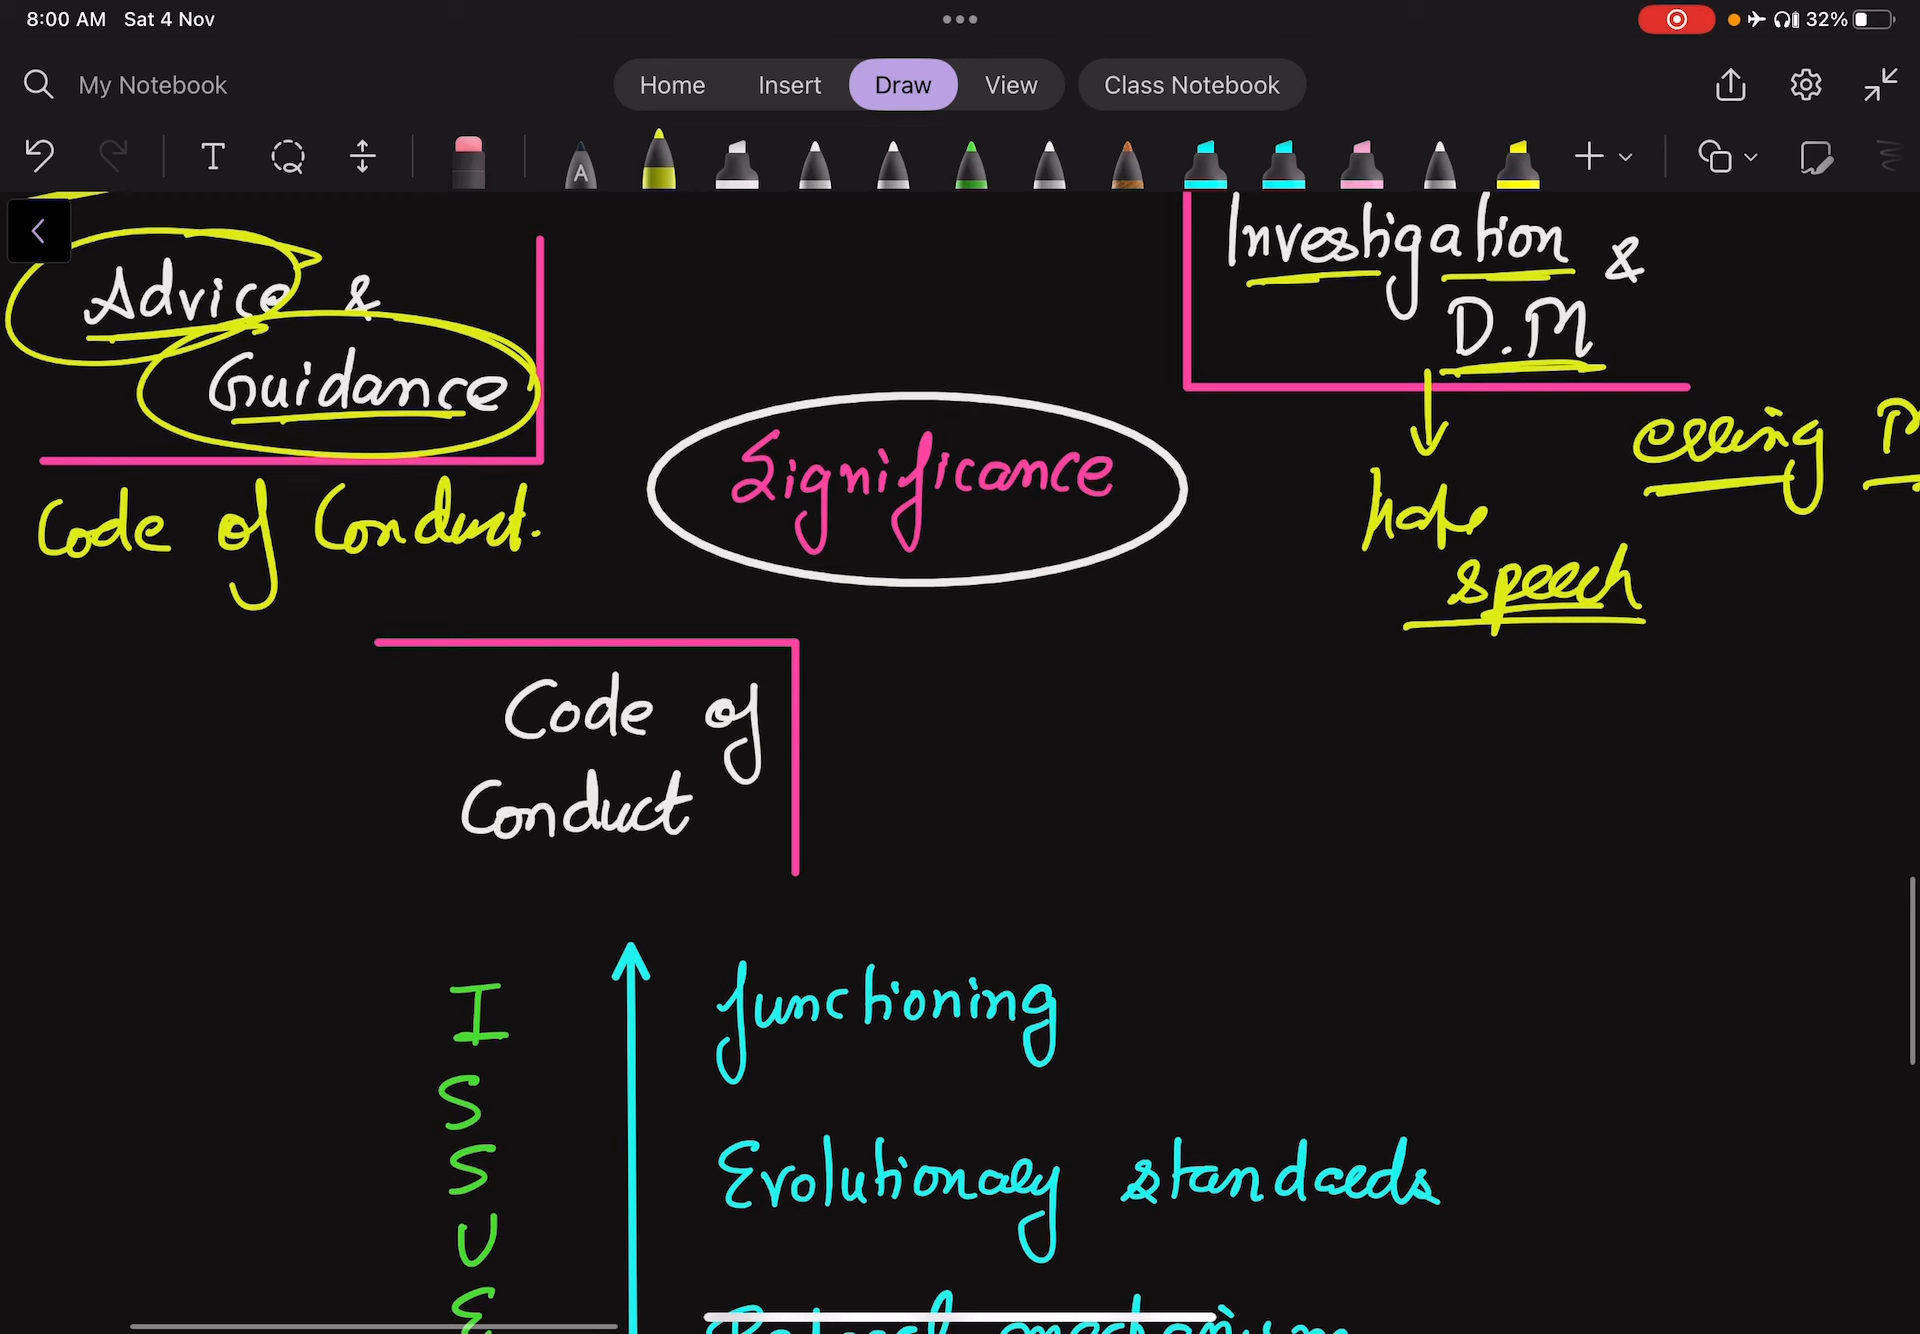 8:00 AM Sat 4 Nov
32%
My Notebook
Home Insert Draw View Class Notebook
T
A
Advice &
Guidance
Code of Conduct.
Investigation &
D.M
hate
speech
Significance
Code of
Conduct
I
S
S
U
E
functioning
Evolutionary standards
mechanism